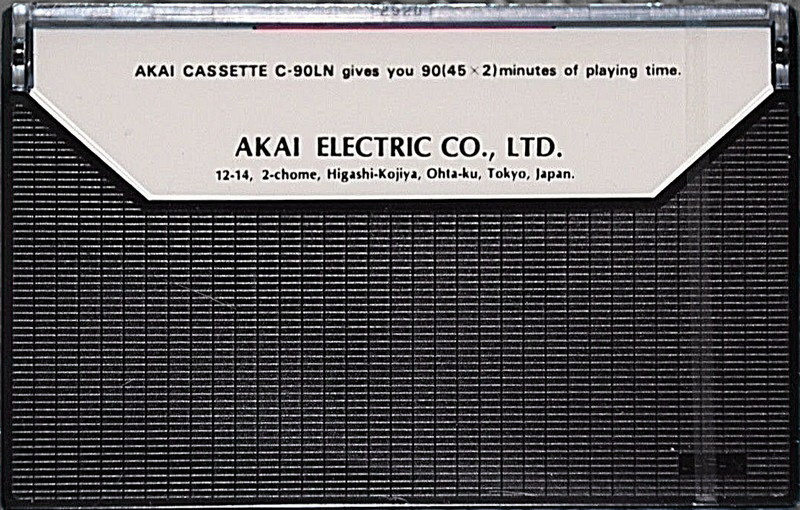 AKAI CASSETTE C-90LN gives you 90(45×2)minutes of playing time.
AKAI ELECTRIC CO., LTD.
12-14, 2-chome, Higashi-Kojiya, Ohta-ku, Tokyo, Japan.